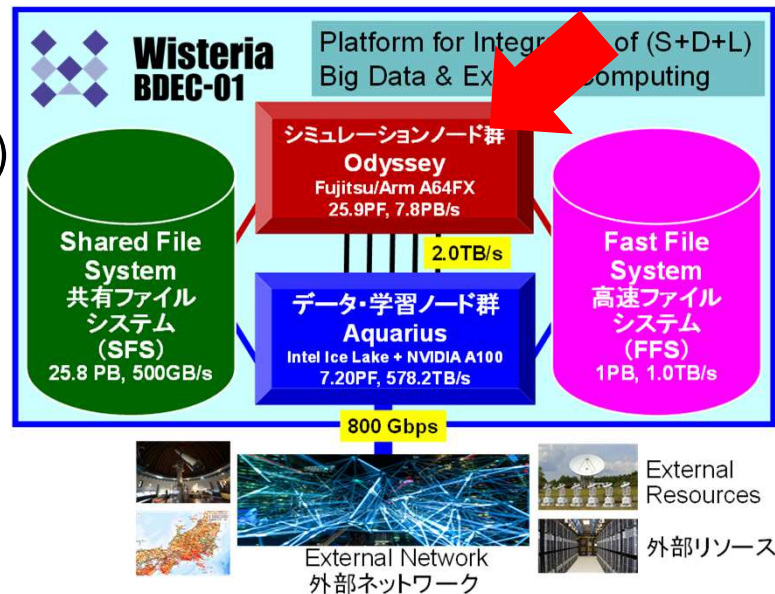 Wisteria
BDEC-01
Platform for Integr of (S+D+L)
Big Data & Ex omputing
)
シミュレーションノード群
Odyssey
Fujitsu/Arm A64FX
25.9PF, 7.8PB/s
Shared File
System
共有ファイル
システム
(SFS)
25.8 PB, 500GB/s
2.0TB/s
データ・学習ノード群
Aquarius
Intel Ice Lake + NVIDIA A100
7.20PF, 578.2TB/s
Fast File
System
高速ファイル
システム
(FFS)
1PB, 1.0TB/s
800 Gbps
External Network
外部ネットワーク
External
Resources
外部リソース